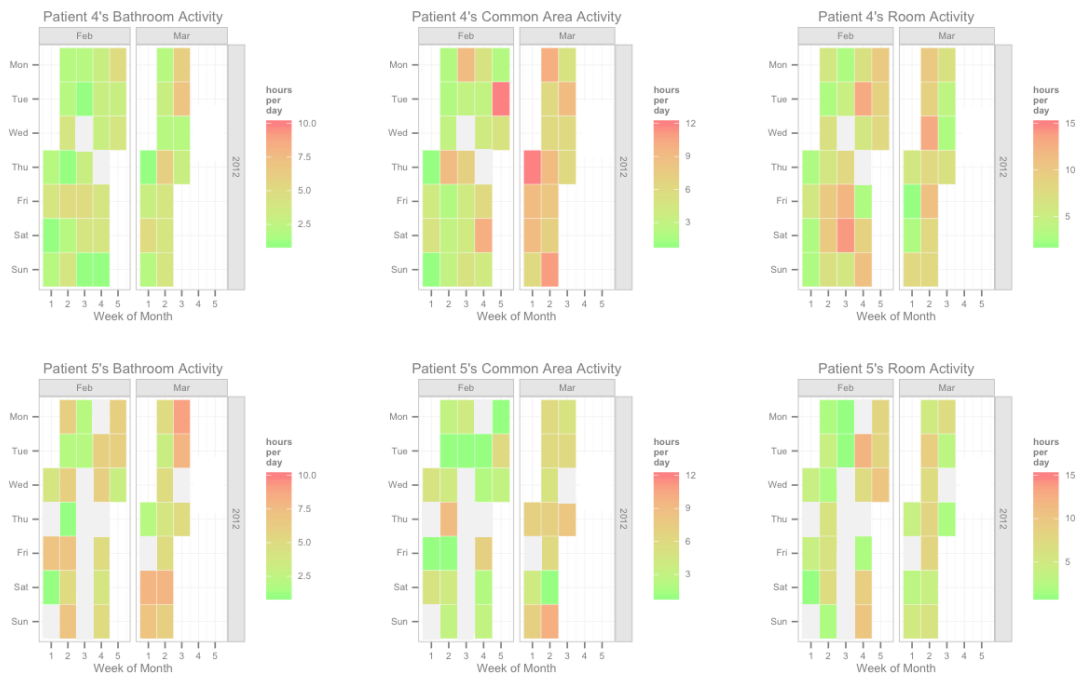 Patient 4's Bathroom Activity
Feb Mar
Mon
Tue
Wed
Thu
Fri
Sat
Sun
2012
hours
per
day
10.0
7.5
5.0
2.5
1 2 3 4 5 1 2 3 4 5
Week of Month
Patient 4's Common Area Activity
Feb Mar
Mon
Tue
Wed
Thu
Fri
Sat
Sun
2012
hours
per
day
12
9
6
3
1 2 3 4 5 1 2 3 4 5
Week of Month
Patient 4's Room Activity
Feb Mar
Mon
Tue
Wed
Thu
Fri
Sat
Sun
2012
hours
per
day
15
10
5
1 2 3 4 5 1 2 3 4 5
Week of Month
Patient 5's Bathroom Activity
Feb Mar
Mon
Tue
Wed
Thu
Fri
Sat
Sun
2012
hours
per
day
10.0
7.5
5.0
2.5
1 2 3 4 5 1 2 3 4 5
Week of Month
Patient 5's Common Area Activity
Feb Mar
Mon
Tue
Wed
Thu
Fri
Sat
Sun
2012
hours
per
day
12
9
6
3
1 2 3 4 5 1 2 3 4 5
Week of Month
Patient 5's Room Activity
Feb Mar
Mon
Tue
Wed
Thu
Fri
Sat
Sun
2012
hours
per
day
15
10
5
1 2 3 4 5 1 2 3 4 5
Week of Month